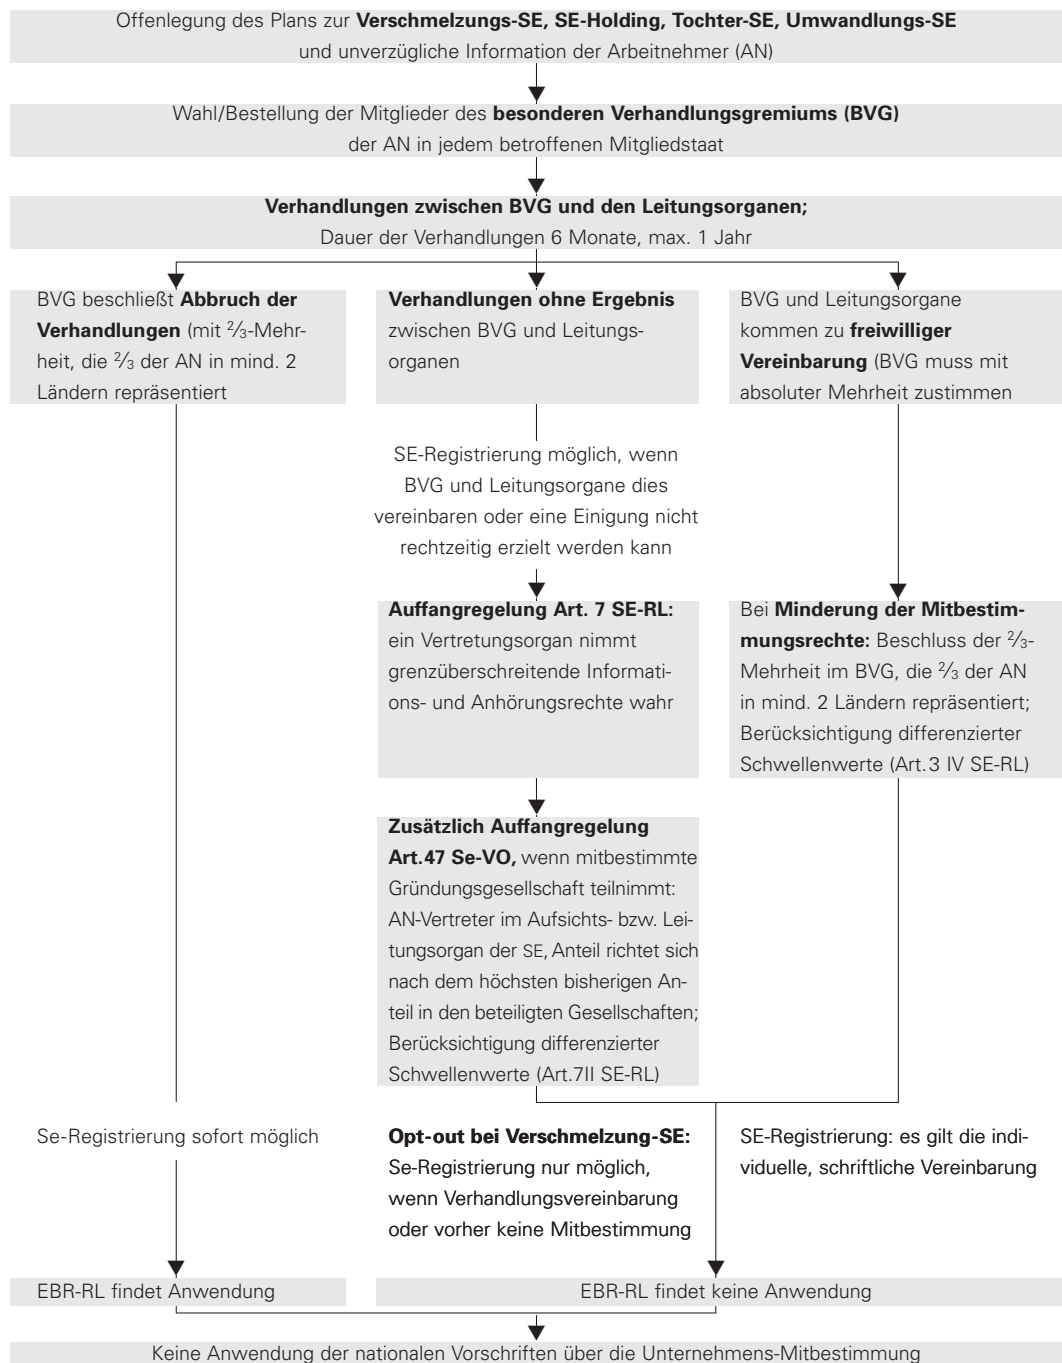 Offenlegung des Plans zur Verschmelzungs-SE, SE-Holding, Tochter-SE, Umwandlungs-SE
und unverzügliche Information der Arbeitnehmer (AN)
Wahl/Bestellung der Mitglieder des besonderen Verhandlungsgremiums (BVG)
der AN in jedem betroffenen Mitgliedstaat
Verhandlungen zwischen BVG und den Leitungsorganen;
Dauer der Verhandlungen 6 Monate, max. 1 Jahr
BVG beschließt Abbruch der
Verhandlungen (mit 2/3-Mehr-
heit, die 2/3 der AN in mind. 2
Ländern repräsentiert
Verhandlungen ohne Ergebnis
zwischen BVG und Leitungs-
organen
BVG und Leitungsorgane
kommen zu freiwilliger
Vereinbarung (BVG muss mit
absoluter Mehrheit zustimmen
SE-Registrierung möglich, wenn
BVG und Leitungsorgane dies
vereinbaren oder eine Einigung nicht
rechtzeitig erzielt werden kann
Auffangregelung Art. 7 SE-RL:
ein Vertretungsorgan nimmt
grenzüberschreitende Informati-
ons- und Anhörungsrechte wahr
Bei Minderung der Mitbestim-
mungsrechte: Beschluss der 2/3-
Mehrheit im BVG, die 2/3 der AN
in mind. 2 Ländern repräsentiert;
Berücksichtigung differenzierter
Schwellenwerte (Art.3 IV SE-RL)
Zusätzlich Auffangregelung
Art.47 Se-VO, wenn mitbestimmte
Gründungsgesellschaft teilnimmt:
AN-Vertreter im Aufsichts- bzw. Lei-
tungsorgan der SE, Anteil richtet sich
nach dem höchsten bisherigen An-
teil in den beteiligten Gesellschaften;
Berücksichtigung differenzierter
Schwellenwerte (Art.7II SE-RL)
Se-Registrierung sofort möglich
Opt-out bei Verschmelzung-SE:
Se-Registrierung nur möglich,
wenn Verhandlungsvereinbarung
oder vorher keine Mitbestimmung
SE-Registrierung: es gilt die indi-
viduelle, schriftliche Vereinbarung
EBR-RL findet Anwendung
EBR-RL findet keine Anwendung
Keine Anwendung der nationalen Vorschriften über die Unternehmens-Mitbestimmung